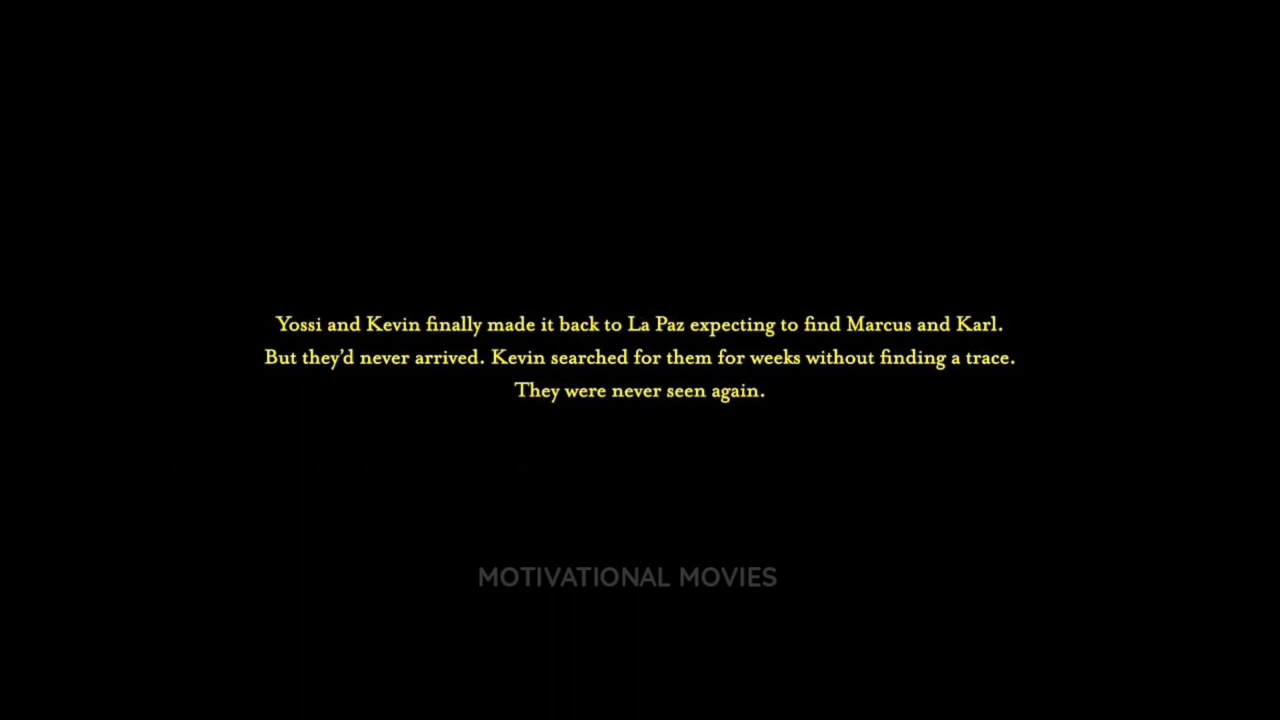 Yossi and Kevin finally made it back to La Paz expecting to find Marcus and Karl.
But they'd never arrived. Kevin searched for them for weeks without finding a trace.
They were never seen again.
MOTIVATIONAL MOVIES